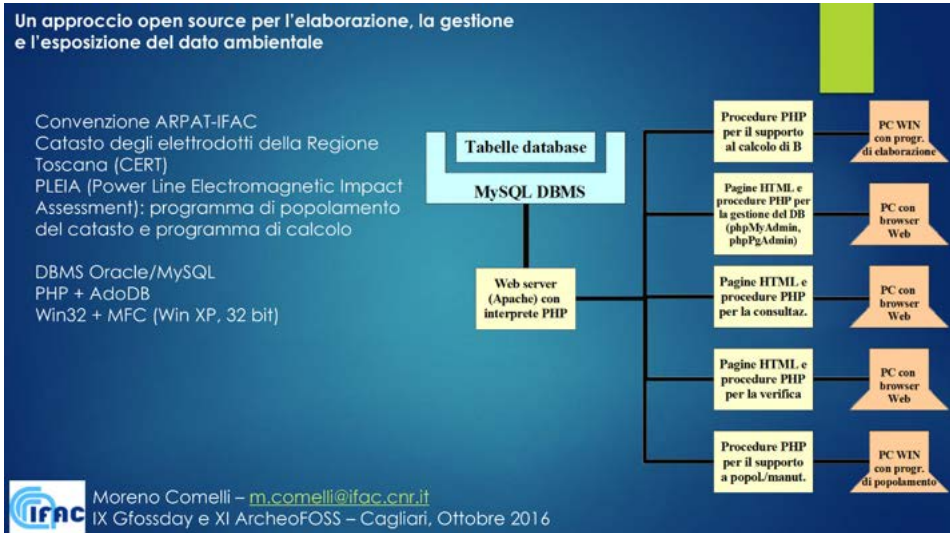 Un approccio open source per l’elaborazione, la gestione
e l’esposizione del dato ambientale
Convenzione ARPAT-IFAC
Catasto degli elettrodotti della Regione
Toscana (CERT)
PLEIA (Power Line Electromagnetic Impact
Assessment): programma di popolamento
del catasto e programma di calcolo
DBMS Oracle/MySQL
PHP + AdoDB
Win32 + MFC (Win XP, 32 bit)
Tabelle database
MySQL DBMS
Web server
(Apache) con
interprete PHP
Procedure PHP
per il supporto
al calcolo di B
PC WIN
con progr.
di elaborazione
Pagine HTML e
procedure PHP per
la gestione del DB
(phpMyAdmin,
phpPgAdmin)
PC con
browser
Web
Pagine HTML e
procedure PHP
per la consultaz.
PC con
browser
Web
Pagine HTML e
procedure PHP
per la verifica
PC con
browser
Web
Procedure PHP
per il supporto
a popol./manut.
PC WIN
con progr.
di popolamento
IFAC
Moreno Comelli – m.comelli@ifac.cnr.it
IX Gfossday e XI ArcheoFOSS – Cagliari, Ottobre 2016